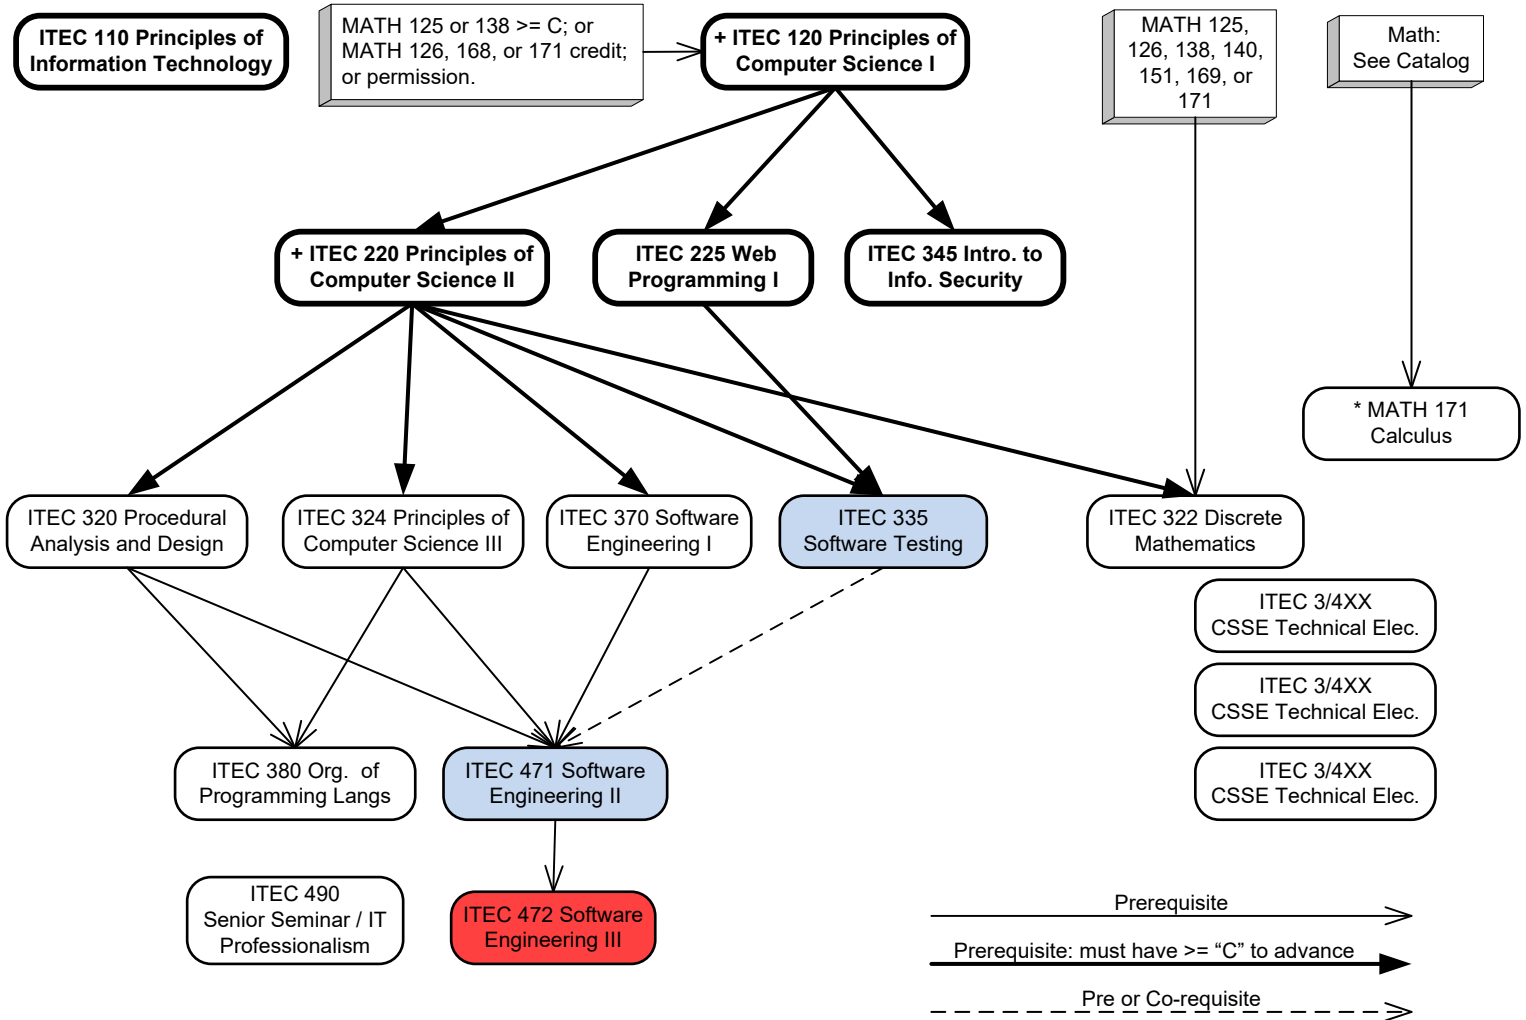 ITEC 110 Principles of
Information Technology
MATH 125 or 138 >= C; or
MATH 126, 168, or 171 credit;
or permission.
+ ITEC 120 Principles of
Computer Science I
MATH 125,
126, 138, 140,
151, 169, or
171
Math:
See Catalog
+ ITEC 220 Principles of
Computer Science II
ITEC 225 Web
Programming I
ITEC 345 Intro. to
Info. Security
* MATH 171
Calculus
ITEC 320 Procedural
Analysis and Design
ITEC 324 Principles of
Computer Science III
ITEC 370 Software
Engineering I
ITEC 335
Software Testing
ITEC 322 Discrete
Mathematics
ITEC 3/4XX
CSSE Technical Elec.
ITEC 3/4XX
CSSE Technical Elec.
ITEC 380 Org. of
Programming Langs
ITEC 471 Software
Engineering II
ITEC 3/4XX
CSSE Technical Elec.
ITEC 490
Senior Seminar / IT
Professionalism
ITEC 472 Software
Engineering III
Prerequisite
Prerequisite: must have >= “C” to advance
Pre or Co-requisite